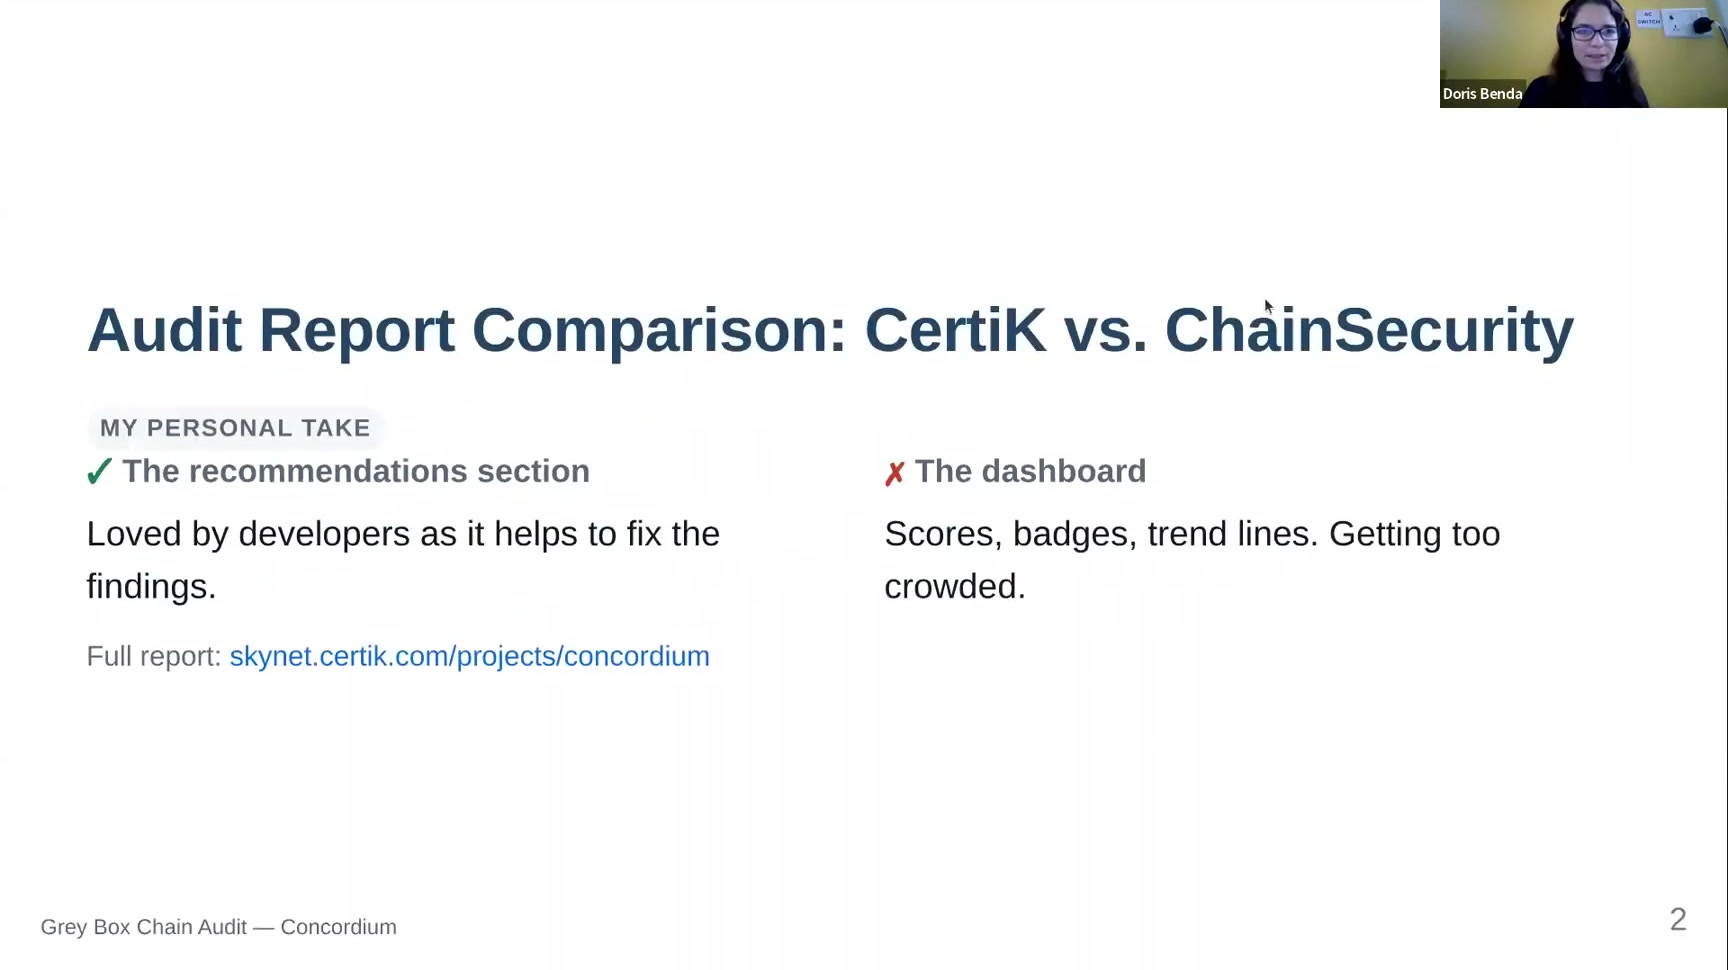 AC
SWITCH
Doris Benda
Audit Report Comparison: CertiK vs. ChainSecurity
MY PERSONAL TAKE
✓ The recommendations section
Loved by developers as it helps to fix the
findings.
Full report: skynet.certik.com/projects/concordium
✗ The dashboard
Scores, badges, trend lines. Getting too
crowded.
Grey Box Chain Audit — Concordium
2